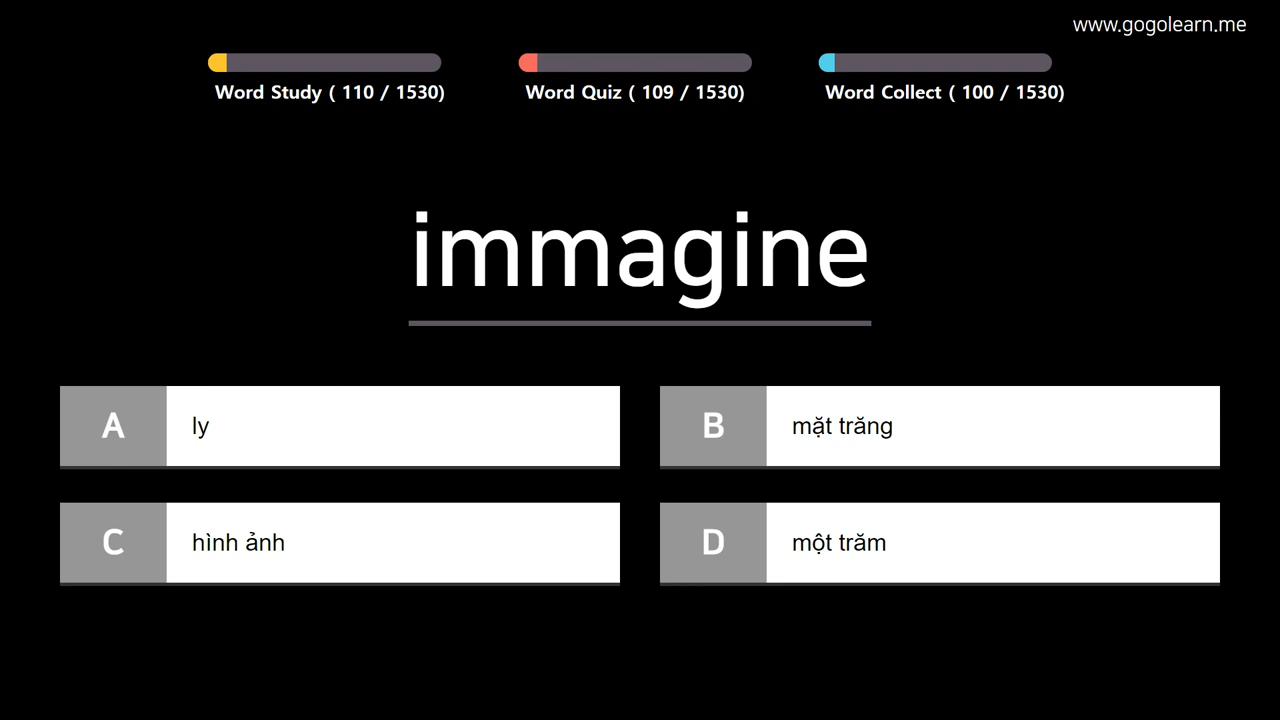 www.gogolearn.me
Word Study ( 110 / 1530)
Word Quiz ( 109 / 1530)
Word Collect ( 100 / 1530)
immagine
A
ly
B
mặt trăng
C
hình ảnh
D
một trăm